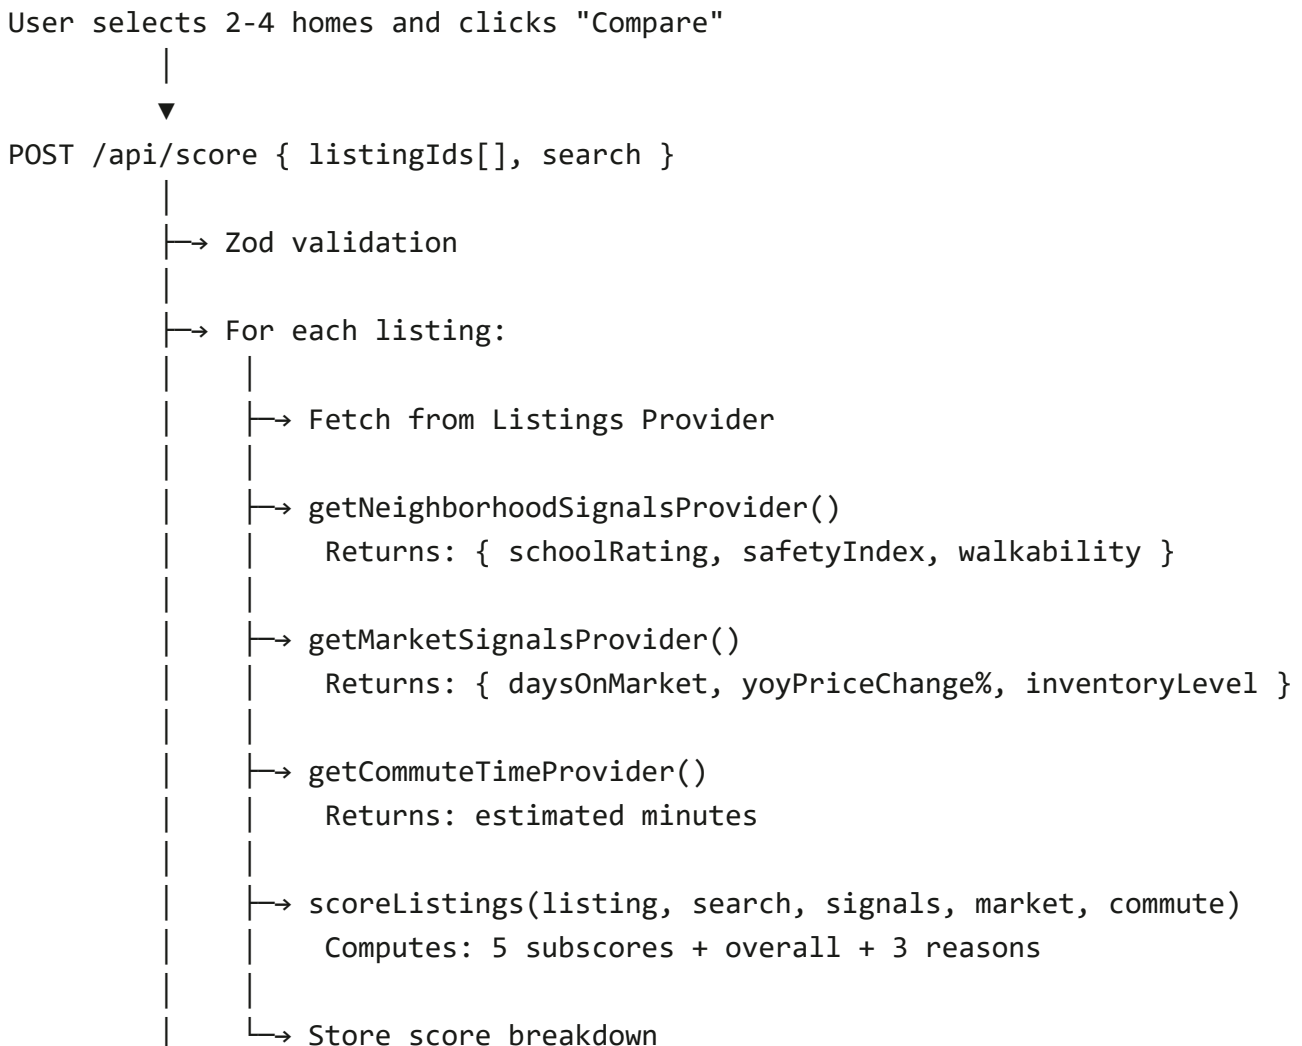 User selects 2-4 homes and clicks "Compare"
│
▼
POST /api/score { listingIds[], search }
│
├─→ Zod validation
│
├─→ For each listing:
│    │
│    ├─→ Fetch from Listings Provider
│    │
│    ├─→ getNeighborhoodSignalsProvider()
│    │    Returns: { schoolRating, safetyIndex, walkability }
│    │
│    ├─→ getMarketSignalsProvider()
│    │    Returns: { daysOnMarket, yoyPriceChange%, inventoryLevel }
│    │
│    ├─→ getCommuteTimeProvider()
│    │    Returns: estimated minutes
│    │
│    ├─→ scoreListings(listing, search, signals, market, commute)
│    │    Computes: 5 subscores + overall + 3 reasons
│    │
│    └─→ Store score breakdown